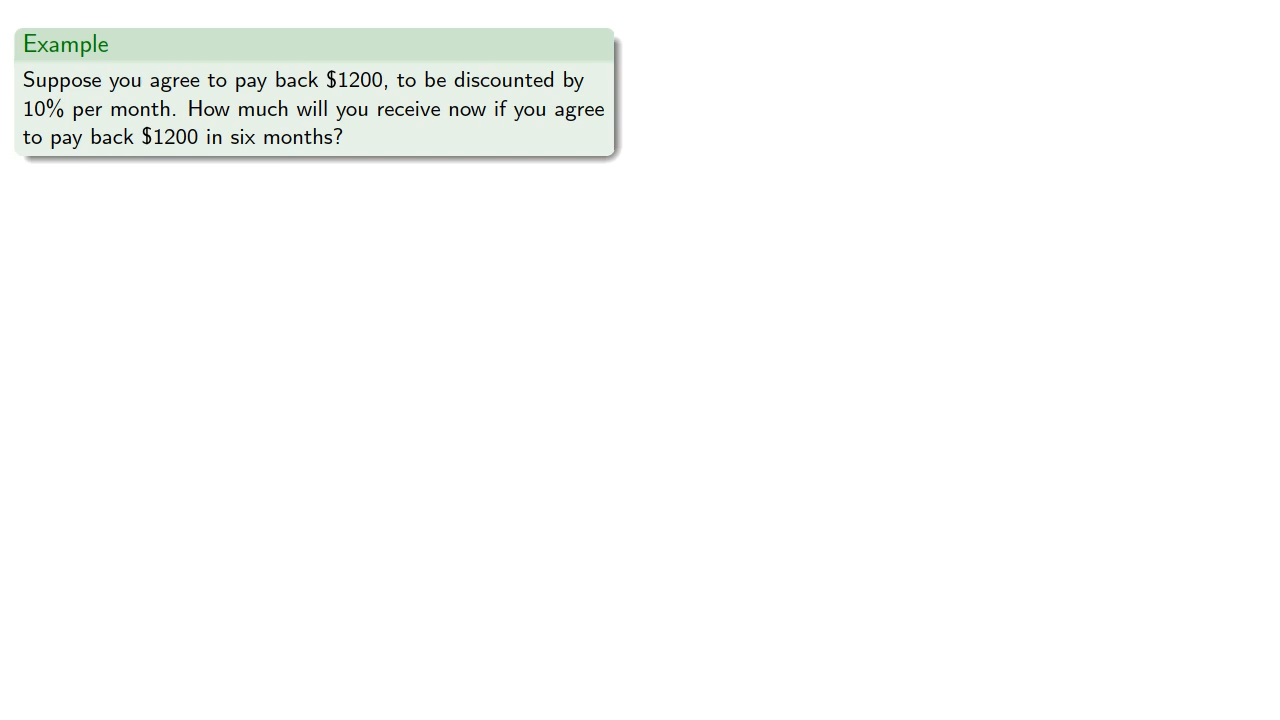 Example
Suppose you agree to pay back $1200, to be discounted by
10% per month. How much will you receive now if you agree
to pay back $1200 in six months?